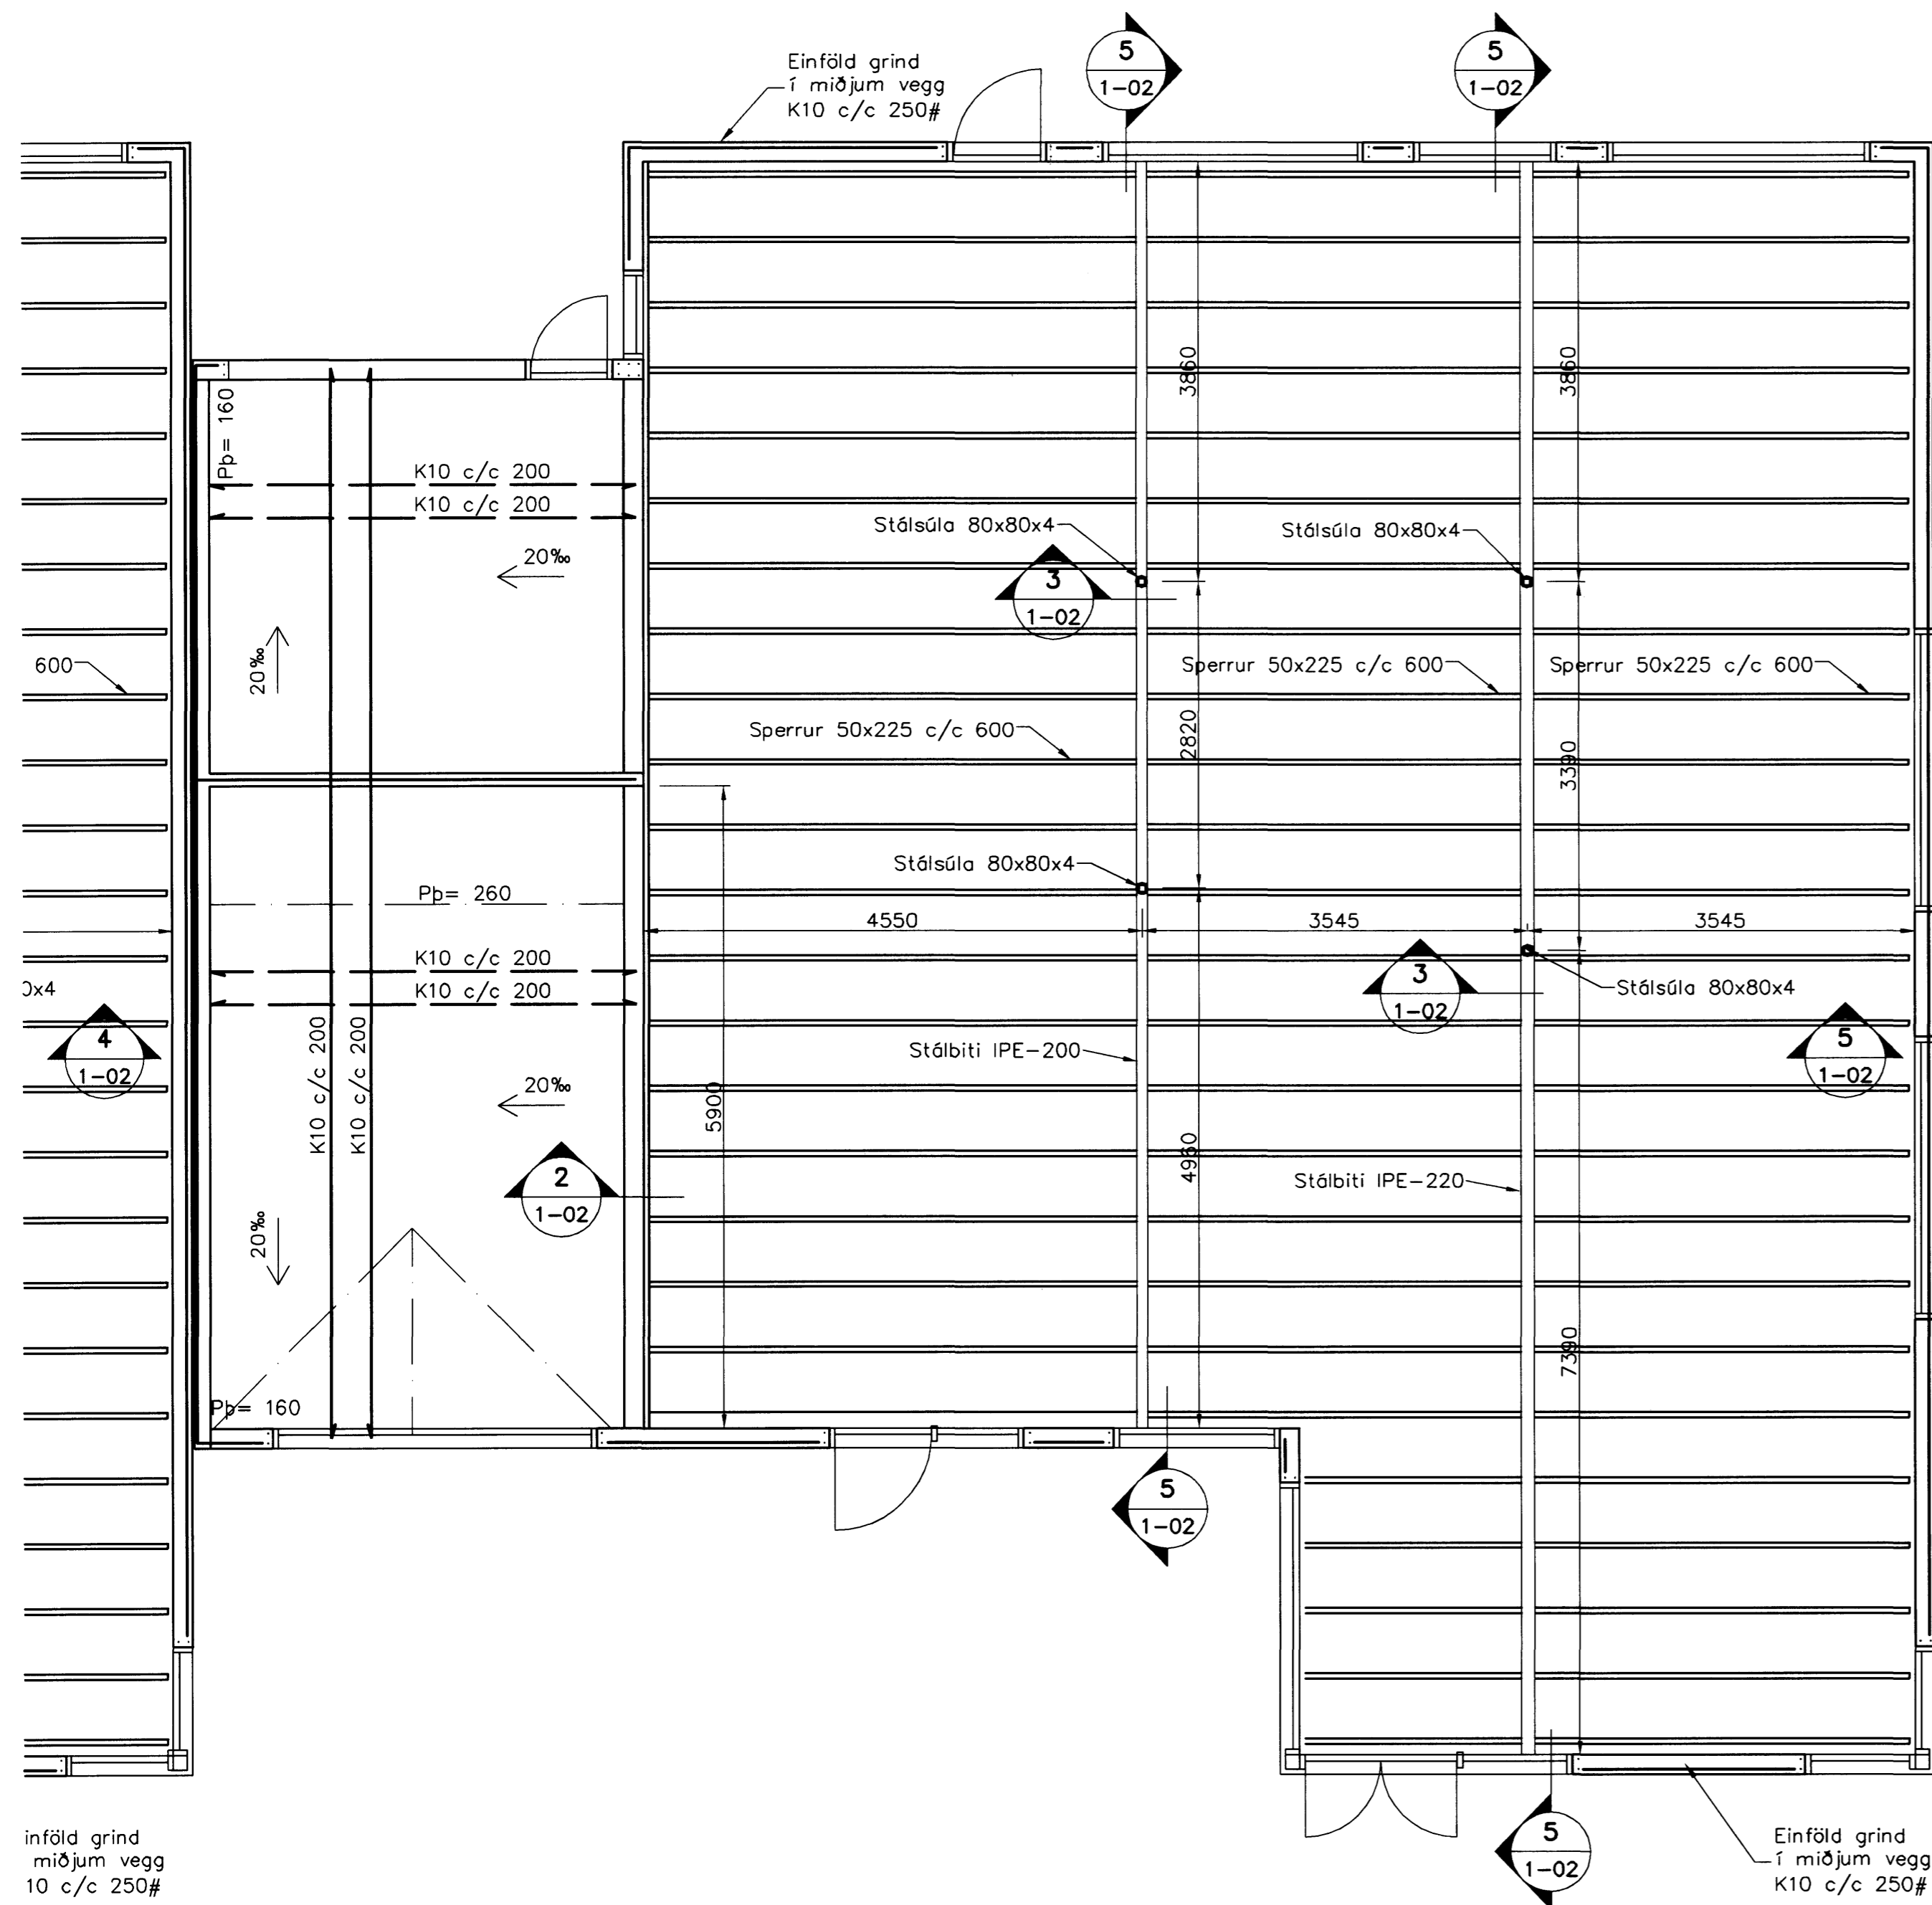 Einföld grind
í miðjum vegg
K10 c/c 250#
5
1-02
5
1-02
Pþ= 160
K10 c/c 200
K10 c/c 200
20‰
20‰
3860
3860
Stálsúla 80x80x4
Stálsúla 80x80x4
3
1-02
600
Sperrur 50x225 c/c 600
Sperrur 50x225 c/c 600
Sperrur 50x225 c/c 600
2820
3390
Stálsúla 80x80x4
Pþ= 260
4550
3545
3545
K10 c/c 200
K10 c/c 200
3
1-02
Stálsúla 80x80x4
0x4
4
1-02
K10 c/c 200
K10 c/c 200
Stálbiti IPE-200
5
1-02
20‰
5900
4960
2
1-02
Stálbiti IPE-220
20‰
7390
Pþ= 160
5
1-02
5
1-02
inföld grind
miðjum vegg
10 c/c 250#
Einföld grind
í miðjum vegg
K10 c/c 250#